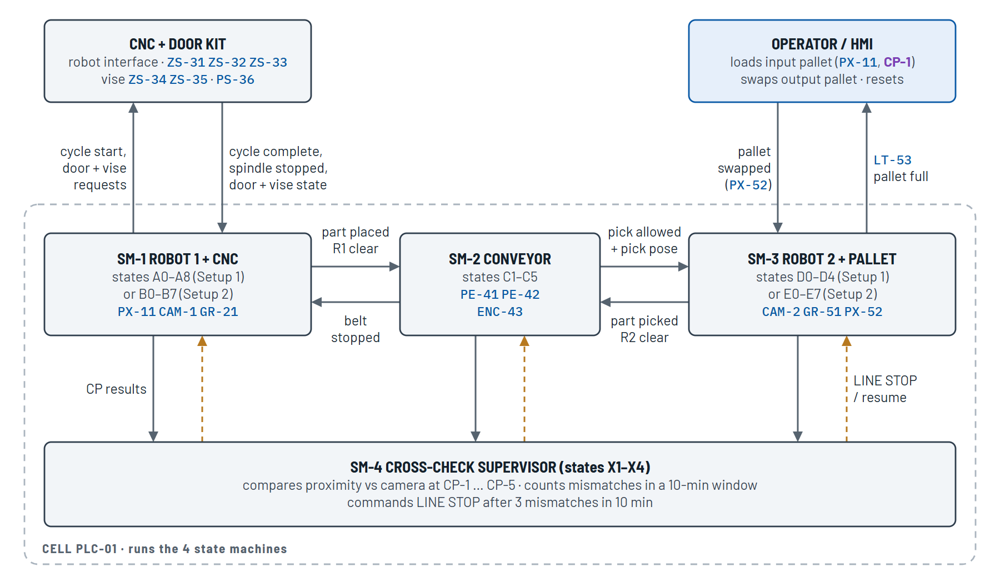 CNC + DOOR KIT
robot interface · ZS-31 ZS-32 ZS-33
vise ZS-34 ZS-35 · PS-36
OPERATOR / HMI
loads input pallet (PX-11, CP-1)
swaps output pallet · resets
cycle start,
door + vise
requests
cycle complete,
spindle stopped,
door + vise state
pallet
swapped
(PX-52)
LT-53
pallet full
SM-1 ROBOT 1 + CNC
states A0–A8 (Setup 1)
or B0–B7 (Setup 2)
PX-11 CAM-1 GR-21
part placed
R1 clear
belt
stopped
SM-2 CONVEYOR
states C1–C5
PE-41 PE-42
ENC-43
pick allowed
+ pick pose
part picked
R2 clear
SM-3 ROBOT 2 + PALLET
states D0–D4 (Setup 1)
or E0–E7 (Setup 2)
CAM-2 GR-51 PX-52
CP results
LINE STOP
/ resume
SM-4 CROSS-CHECK SUPERVISOR (states X1–X4)
compares proximity vs camera at CP-1 ... CP-5 · counts mismatches in a 10-min window
commands LINE STOP after 3 mismatches in 10 min
CELL PLC-01 · runs the 4 state machines